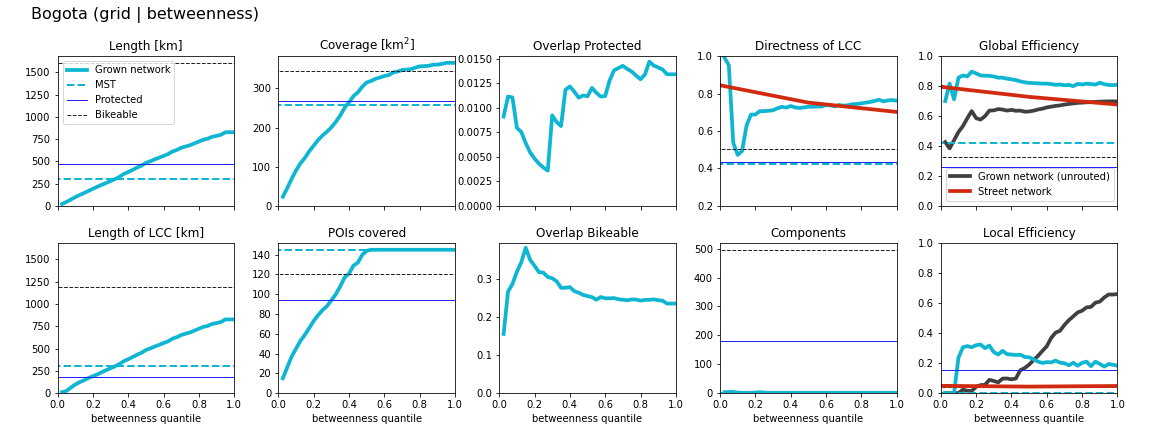 Bogota (grid | betweenness)
Length [km]
Coverage [km²]
Overlap Protected
Directness of LCC
Global Efficiency
1500
1250
1000
750
500
250
0
Grown network
MST
Protected
Bikeable
300
200
100
0
0.015
0.0125
0.0100
0.0075
0.0050
0.0025
0.0000
1.0
0.8
0.6
0.4
0.2
1.0
0.8
0.6
0.4
0.2
0.0
Grown network (unrouted)
Street network
Length of LCC [km]
POIs covered
Overlap Bikeable
Components
Local Efficiency
1500
1250
1000
750
500
250
0
0.0 0.2 0.4 0.6 0.8 1.0
betweenness quantile
140
120
100
80
60
40
20
0
0.0 0.2 0.4 0.6 0.8 1.0
betweenness quantile
0.3
0.2
0.1
0.0
0.0 0.2 0.4 0.6 0.8 1.0
betweenness quantile
500
400
300
200
100
0
0.0 0.2 0.4 0.6 0.8 1.0
betweenness quantile
1.0
0.8
0.6
0.4
0.2
0.0
0.0 0.2 0.4 0.6 0.8 1.0
betweenness quantile